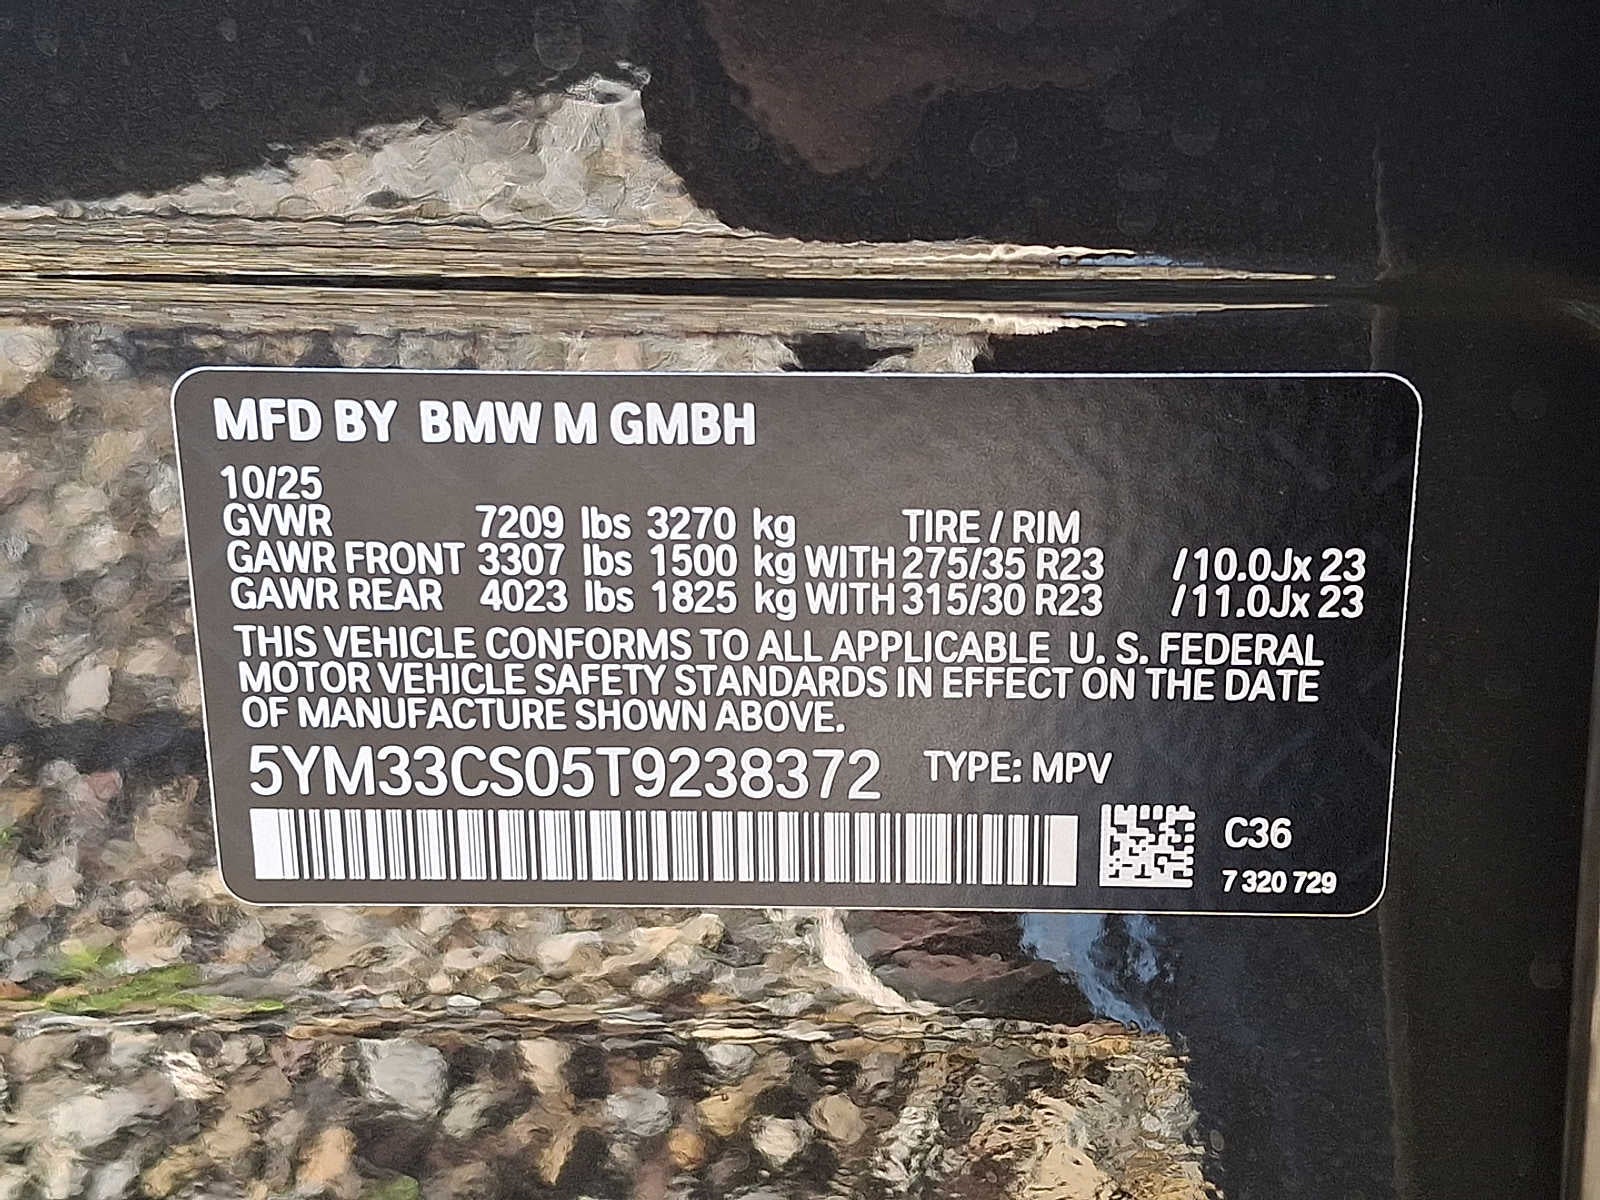 MFD BY BMW M GMBH
10/25
GVWR 7209 lbs 3270 kg TIRE / RIM
GAWR FRONT 3307 lbs 1500 kg WITH 275/35 R23 / 10.0Jx 23
GAWR REAR 4023 lbs 1825 kg WITH 315/30 R23 / 11.0Jx 23
THIS VEHICLE CONFORMS TO ALL APPLICABLE U. S. FEDERAL
MOTOR VEHICLE SAFETY STANDARDS IN EFFECT ON THE DATE
OF MANUFACTURE SHOWN ABOVE.
5YM33CS05T9238372 TYPE: MPV
C36
7 320 729